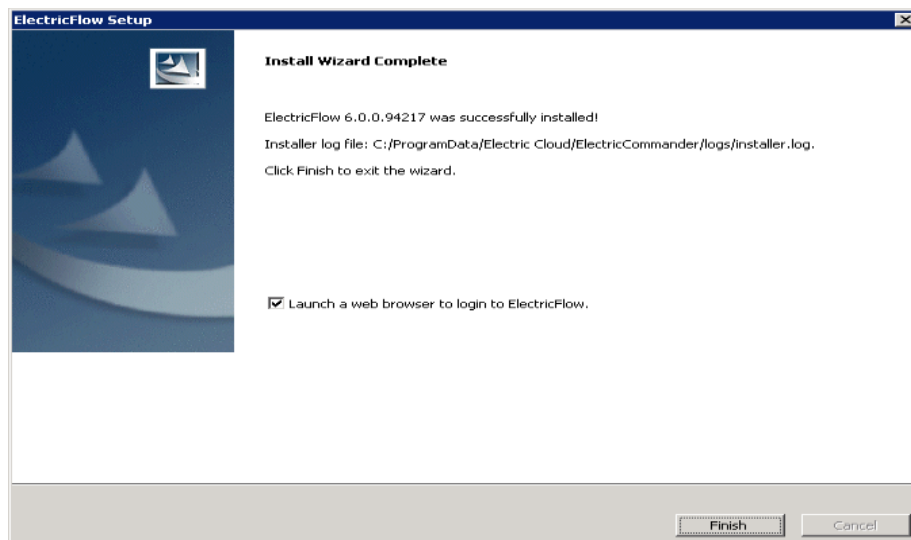 ElectricFlow Setup
Install Wizard Complete
ElectricFlow 6.0.0.94217 was successfully installed!
Installer log file: C:/ProgramData/Electric Cloud/ElectricCommander/logs/installer.log.
Click Finish to exit the wizard.
Launch a web browser to login to ElectricFlow.
Finish
Cancel